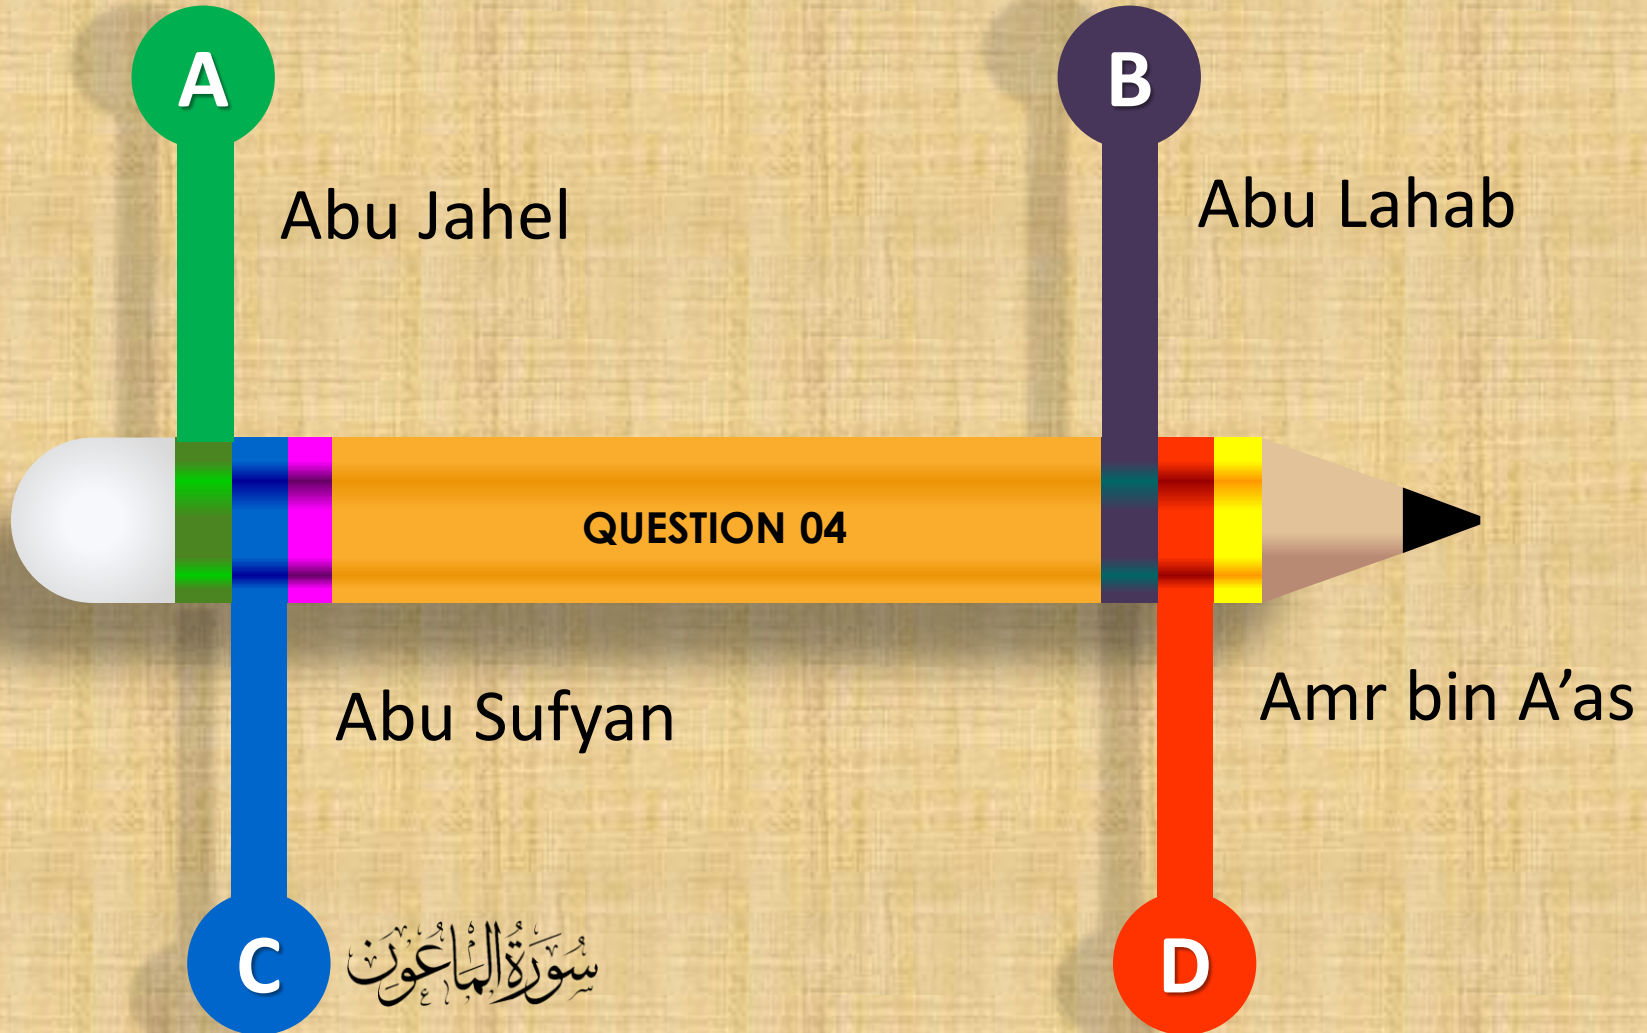 A
B
Abu Jahel
Abu Lahab
QUESTION 04
Abu Sufyan
Amr bin A’as
C
سُورَةُ المَاعُونِ
D